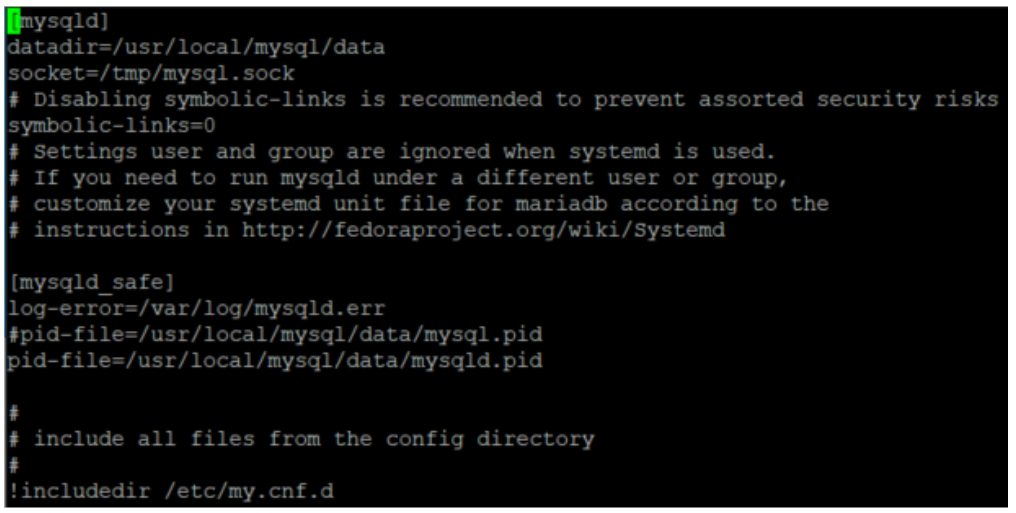 [mysqld]
datadir=/usr/local/mysql/data
socket=/tmp/mysql.sock
# Disabling symbolic-links is recommended to prevent assorted security risks
symbolic-links=0
# Settings user and group are ignored when systemd is used.
# If you need to run mysqld under a different user or group,
# customize your systemd unit file for mariadb according to the
# instructions in http://fedoraproject.org/wiki/Systemd

[mysqld_safe]
log-error=/var/log/mysqld.err
#pid-file=/usr/local/mysql/data/mysql.pid
pid-file=/usr/local/mysql/data/mysqld.pid

#
# include all files from the config directory
#
!includedir /etc/my.cnf.d